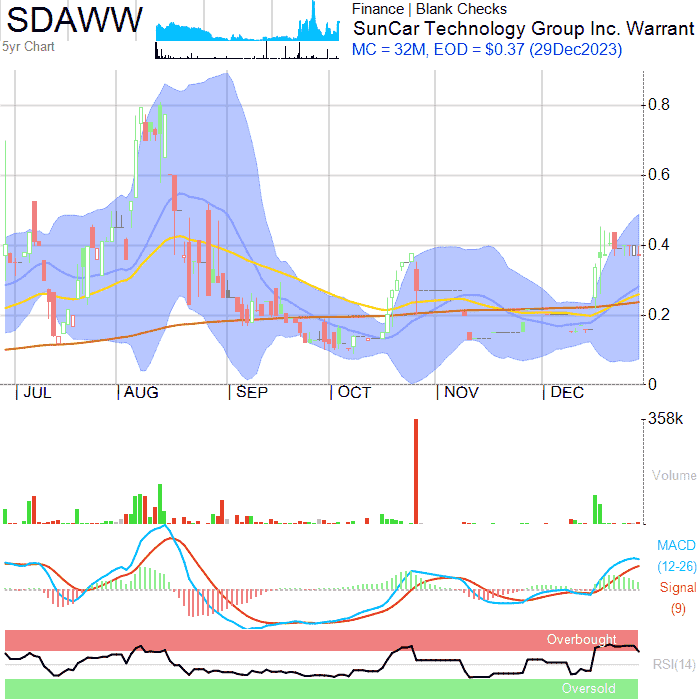 SDAWW
5yr Chart
Finance | Blank Checks
SunCar Technology Group Inc. Warrant
MC = 32M, EOD = $0.37 (29Dec2023)
0.8
0.6
0.4
0.2
0
JUL AUG SEP OCT NOV DEC
358k
Volume
MACD
(12-26)
Signal
(9)
Overbought
RSI(14)
Oversold